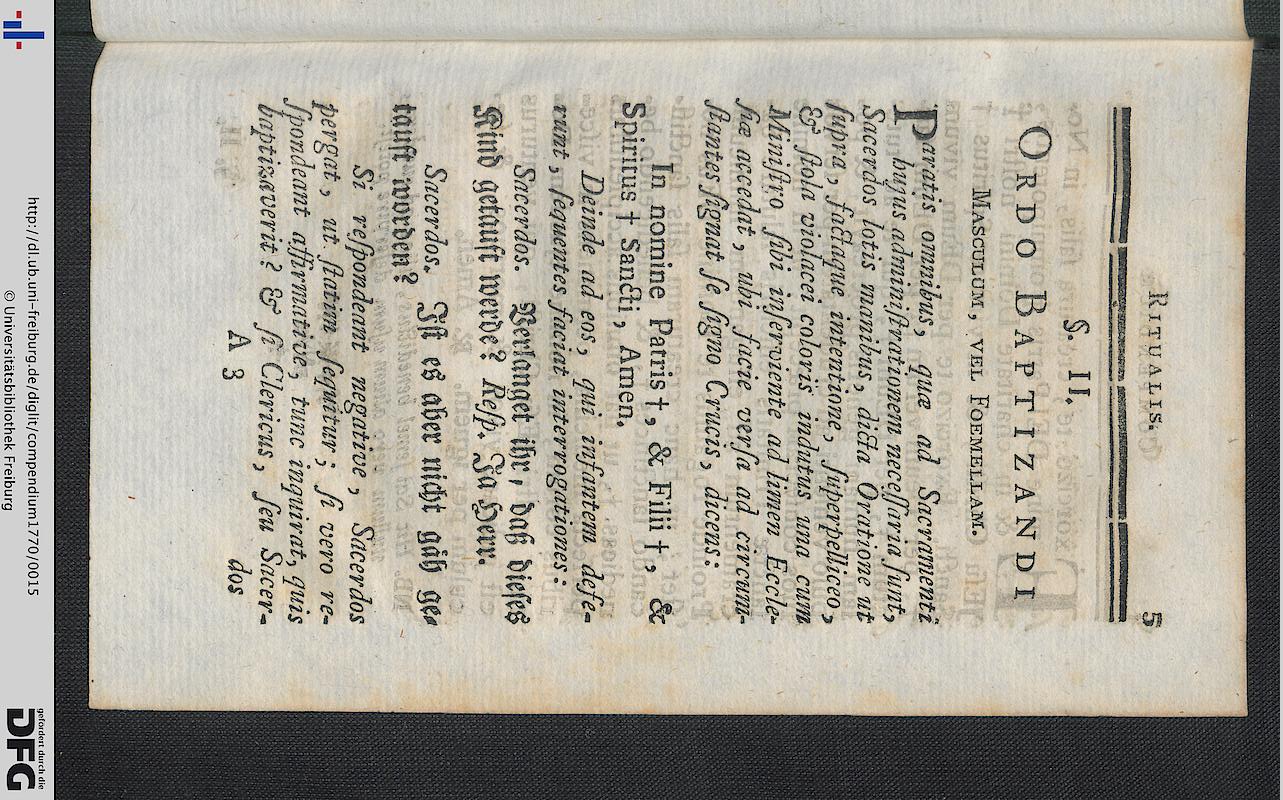 RITUALIS. 5
§. II,
ORDO BAPTIZANDI
MASCULUM, VEL FOEMELLAM.
Paratis omnibus, quæ ad Sacramenti
hujus adminiſtrationem neceſſaria ſunt,
Sacerdos lotis manibus, dicta Oratione ut
ſupra, factaque intentione, ſuperpelliceo,
& ſtola violacei coloris indutus una cum
Miniſtro ſibi inſerviente ad limen Eccle-
ſiæ accedat, ubi facie verſa ad circum-
ſtantes ſignat ſe ſigno Crucis, dicens:
In nomine Patris †, & Filii †, &
Spiritus † Sancti, Amen.
Deinde ad eos, qui infantem defe-
runt, ſequentes faciat interrogationes:
Sacerdos. Verlanget ihr, daß dieſes
Kind getauft werde? Reſp. Ja Herr.
Sacerdos. Iſt es aber nicht gäh ge-
tauft worden?
Si reſpondeant negative, Sacerdos
pergat, ut ſtatim ſequitur; ſi vero re-
ſpondeant affirmative, tunc inquirat, quis
baptizaverit? & ſi Clericus, ſeu Sacer-
A 3 dos
http://dl.ub.uni-freiburg.de/diglit/compendium1770/0015
© Universitätsbibliothek Freiburg
gefördert durch die
DFG